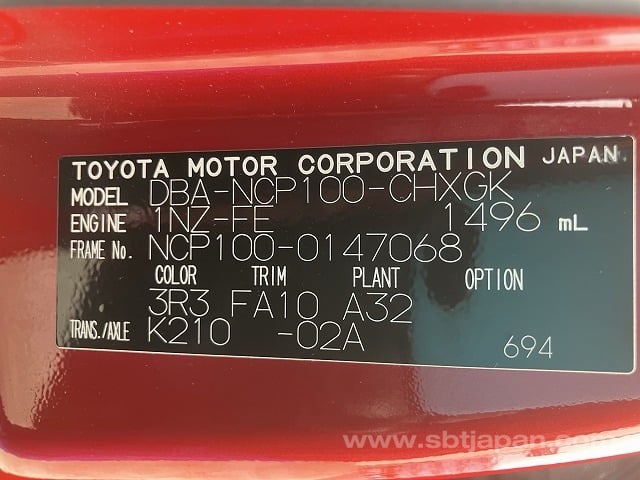 TOYOTA MOTOR CORPORATION JAPAN
MODEL DBA-NCP100-CHXGK
ENGINE 1NZ-FE 1496 mL
FRAME No. NCP100-0147068
COLOR TRIM PLANT OPTION
3R3 FA10 A32
TRANS./AXLE K210 -02A
694
www.sbtjapan.com